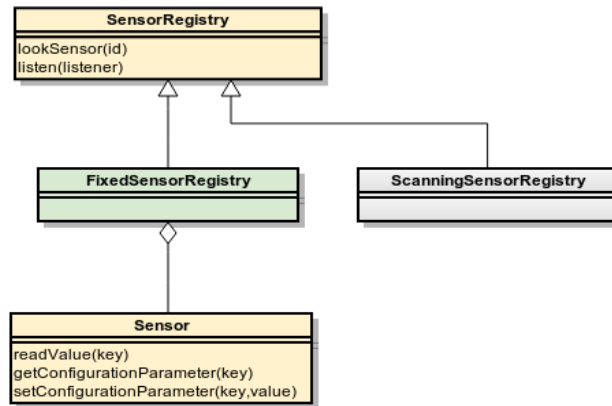 SensorRegistry
lookSensor(id)
listen(listener)
FixedSensorRegistry
ScanningSensorRegistry
Sensor
readValue(key)
getConfigurationParameter(key)
setConfigurationParameter(key,value)